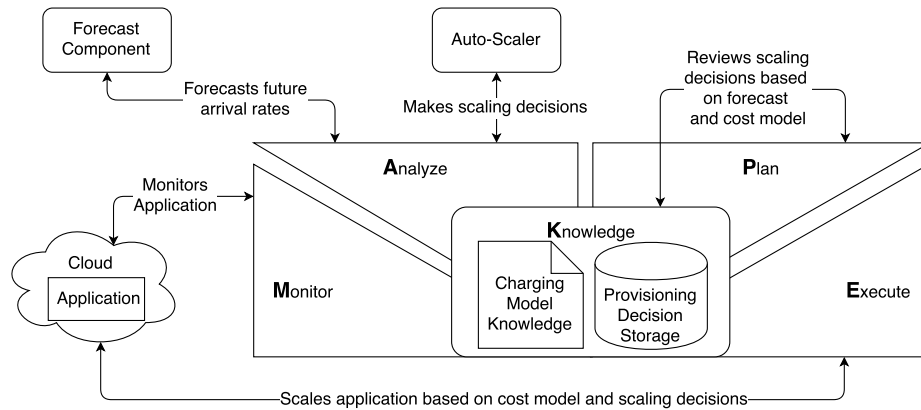 Forecast
Component
Auto-Scaler
Reviews scaling
decisions based
on forecast
and cost model
Forecasts future
arrival rates
Makes scaling decisions
Analyze
Plan
Monitors
Application
Knowledge
Cloud
Application
Monitor
Charging
Model
Knowledge
Provisioning
Decision
Storage
Execute
Scales application based on cost model and scaling decisions